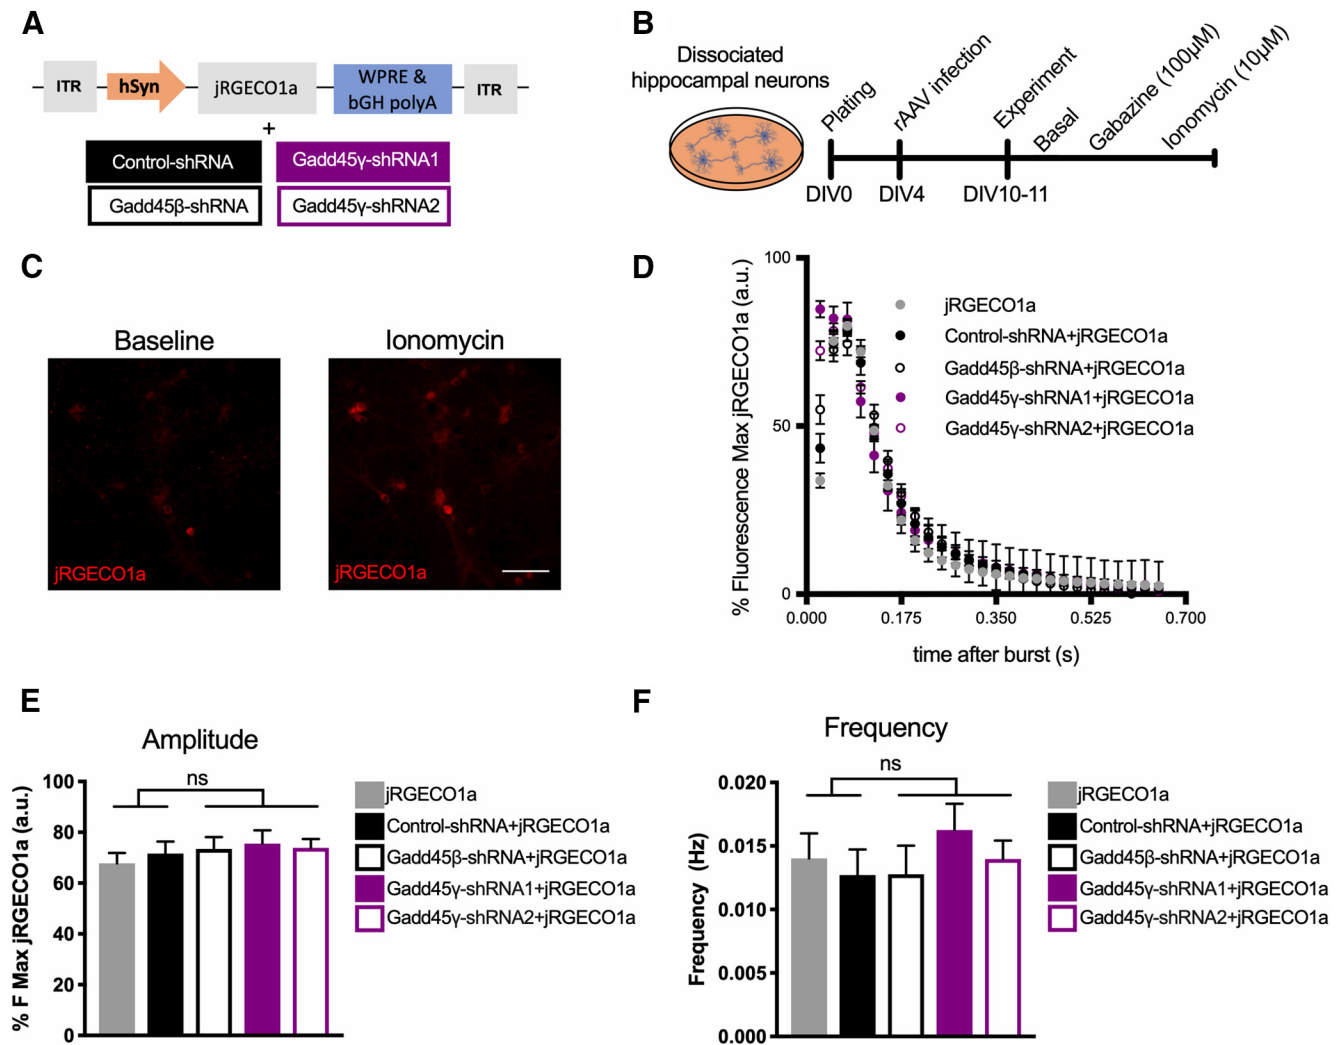 A
ITR
hSyn
jRGECO1a
WPRE &
bGH polyA
ITR
+
Control-shRNA
Gadd45γ-shRNA1
Gadd45β-shRNA
Gadd45γ-shRNA2
B
Dissociated
hippocampal neurons
Plating
rAAV infection
Experiment
Basal
Gabazine (100µM)
Ionomycin (10µM)
DIV0
DIV4
DIV10-11
C
Baseline
Ionomycin
jRGECO1a
jRGECO1a
D
% Fluorescence Max jRGECO1a (a.u.)
100
50
0
0.000
0.175
0.350
0.525
0.700
time after burst (s)
jRGECO1a
Control-shRNA+jRGECO1a
Gadd45β-shRNA+jRGECO1a
Gadd45γ-shRNA1+jRGECO1a
Gadd45γ-shRNA2+jRGECO1a
E
Amplitude
ns
% F Max jRGECO1a (a.u.)
100
80
60
40
20
0
jRGECO1a
Control-shRNA+jRGECO1a
Gadd45β-shRNA+jRGECO1a
Gadd45γ-shRNA1+jRGECO1a
Gadd45γ-shRNA2+jRGECO1a
F
Frequency
ns
Frequency (Hz)
0.020
0.015
0.010
0.005
0.000
jRGECO1a
Control-shRNA+jRGECO1a
Gadd45β-shRNA+jRGECO1a
Gadd45γ-shRNA1+jRGECO1a
Gadd45γ-shRNA2+jRGECO1a